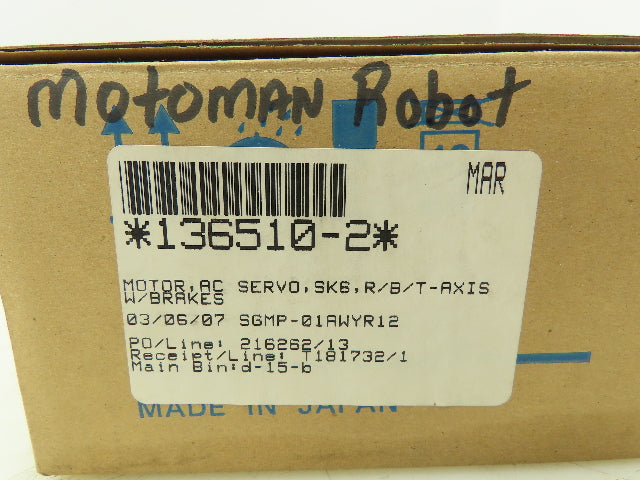 MotoMAN Robot
MAR
*136510-2*
MOTOR,AC SERVO,SK6,R/B/T-AXIS
W/BRAKES
03/06/07 SGMP-01AWYR12
PO/Line: 216262/13
Receipt/Line: T181732/1
Main Bin:d-15-b
MADE IN JAPAN